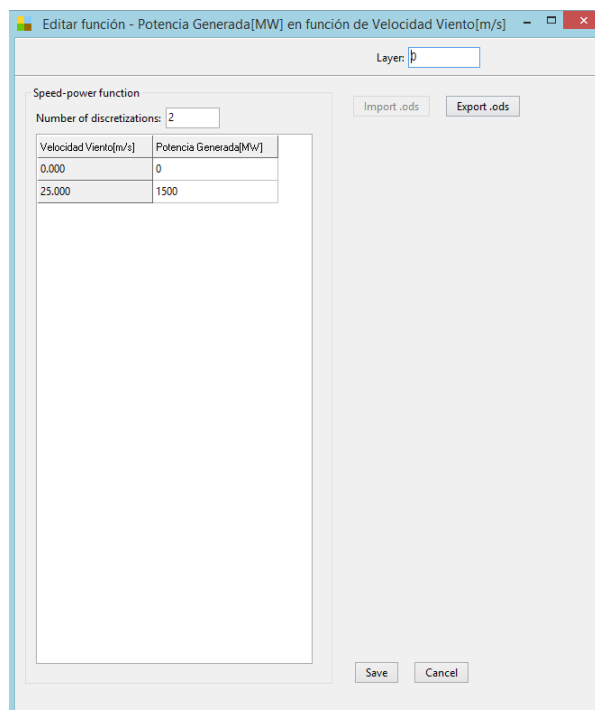 Editar función - Potencia Generada[MW] en función de Velocidad Viento[m/s]
Layer: 0
Speed-power function
Import .ods Export .ods
Number of discretizations: 2
Velocidad Viento[m/s] Potencia Generada[MW]
0.000 0
25.000 1500
Save Cancel